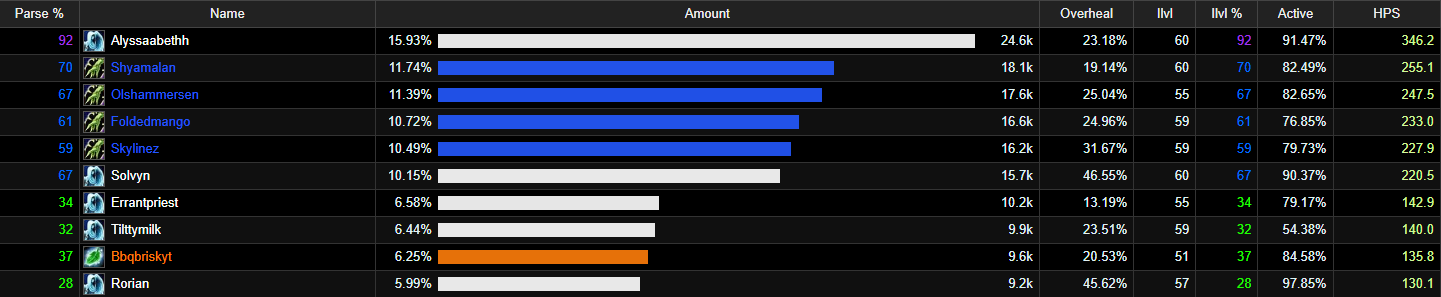 Parse % Name Amount Overheal Ilvl Ilvl % Active HPS
92 Alyssaabethh 15.93% 24.6k 23.18% 60 92 91.47% 346.2
70 Shyamalan 11.74% 18.1k 19.14% 60 70 82.49% 255.1
67 Olshammersen 11.39% 17.6k 25.04% 55 67 82.65% 247.5
61 Foldedmango 10.72% 16.6k 24.96% 59 61 76.85% 233.0
59 Skylinez 10.49% 16.2k 31.67% 59 59 79.73% 227.9
67 Solvyn 10.15% 15.7k 46.55% 60 67 90.37% 220.5
34 Errantpriest 6.58% 10.2k 13.19% 55 34 79.17% 142.9
32 Tilttymilk 6.44% 9.9k 23.51% 59 32 54.38% 140.0
37 Bbqbriskyt 6.25% 9.6k 20.53% 51 37 84.58% 135.8
28 Rorian 5.99% 9.2k 45.62% 57 28 97.85% 130.1